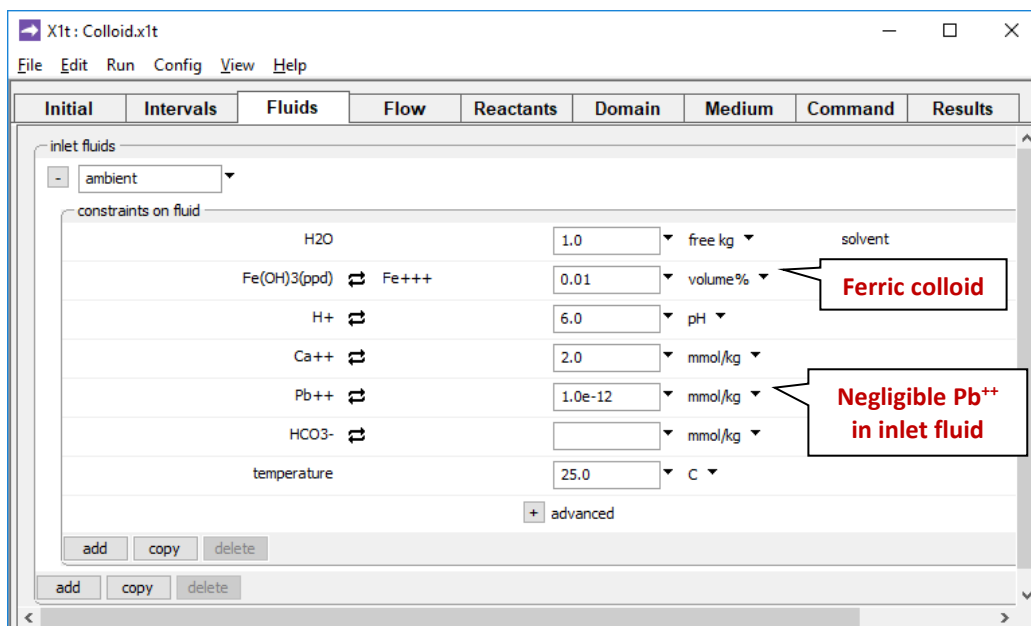 X1t : Colloid.x1t
File Edit Run Config View Help
Initial Intervals Fluids Flow Reactants Domain Medium Command Results
inlet fluids
- ambient
constraints on fluid
H2O 1.0 free kg solvent
Fe(OH)3(ppd) Fe+++ 0.01 volume%
Ferric colloid
H+ 6.0 pH
Ca++ 2.0 mmol/kg
Pb++ 1.0e-12 mmol/kg
Negligible Pb++
in inlet fluid
HCO3- mmol/kg
temperature 25.0 C
+ advanced
add copy delete
add copy delete